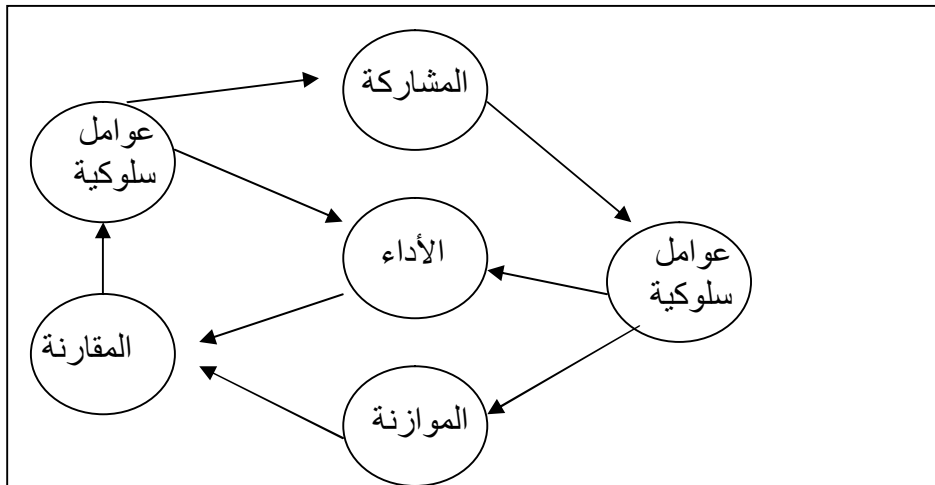 المشاركة
عوامل
سلوكية
الأداء
عوامل
سلوكية
المقارنة
الموازنة